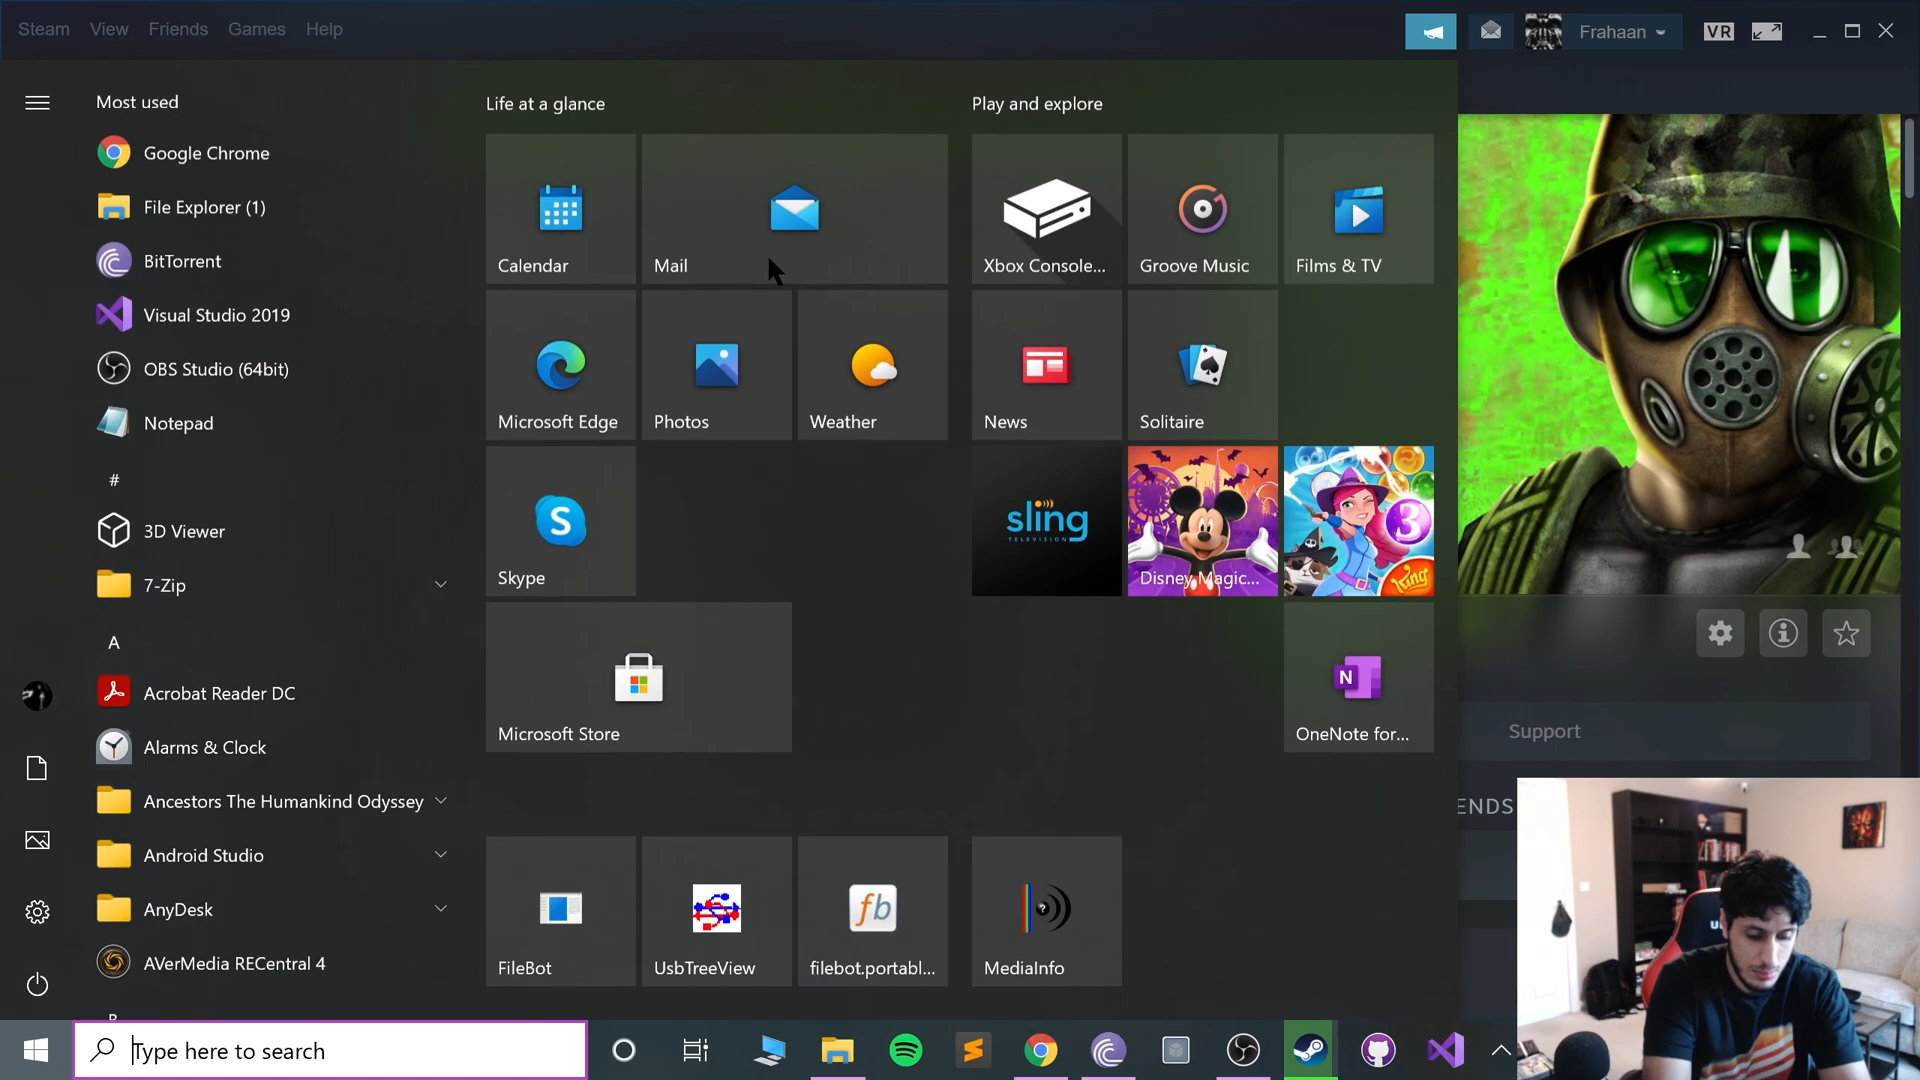 Steam View Friends Games Help
Frahaan
VR
Most used
Google Chrome
File Explorer (1)
BitTorrent
Visual Studio 2019
OBS Studio (64bit)
Notepad
#
3D Viewer
7-Zip
A
Acrobat Reader DC
Alarms & Clock
Ancestors The Humankind Odyssey
Android Studio
AnyDesk
AVerMedia RECentral 4
Life at a glance
Calendar
Mail
Microsoft Edge
Photos
Weather
Skype
Microsoft Store
FileBot
UsbTreeView
fb
filebot.portabl...
Play and explore
Xbox Console...
Groove Music
Films & TV
News
Solitaire
sling
TELEVISION
Disney Magic...
3
King
N
OneNote for...
MediaInfo
Support
ENDS
Type here to search